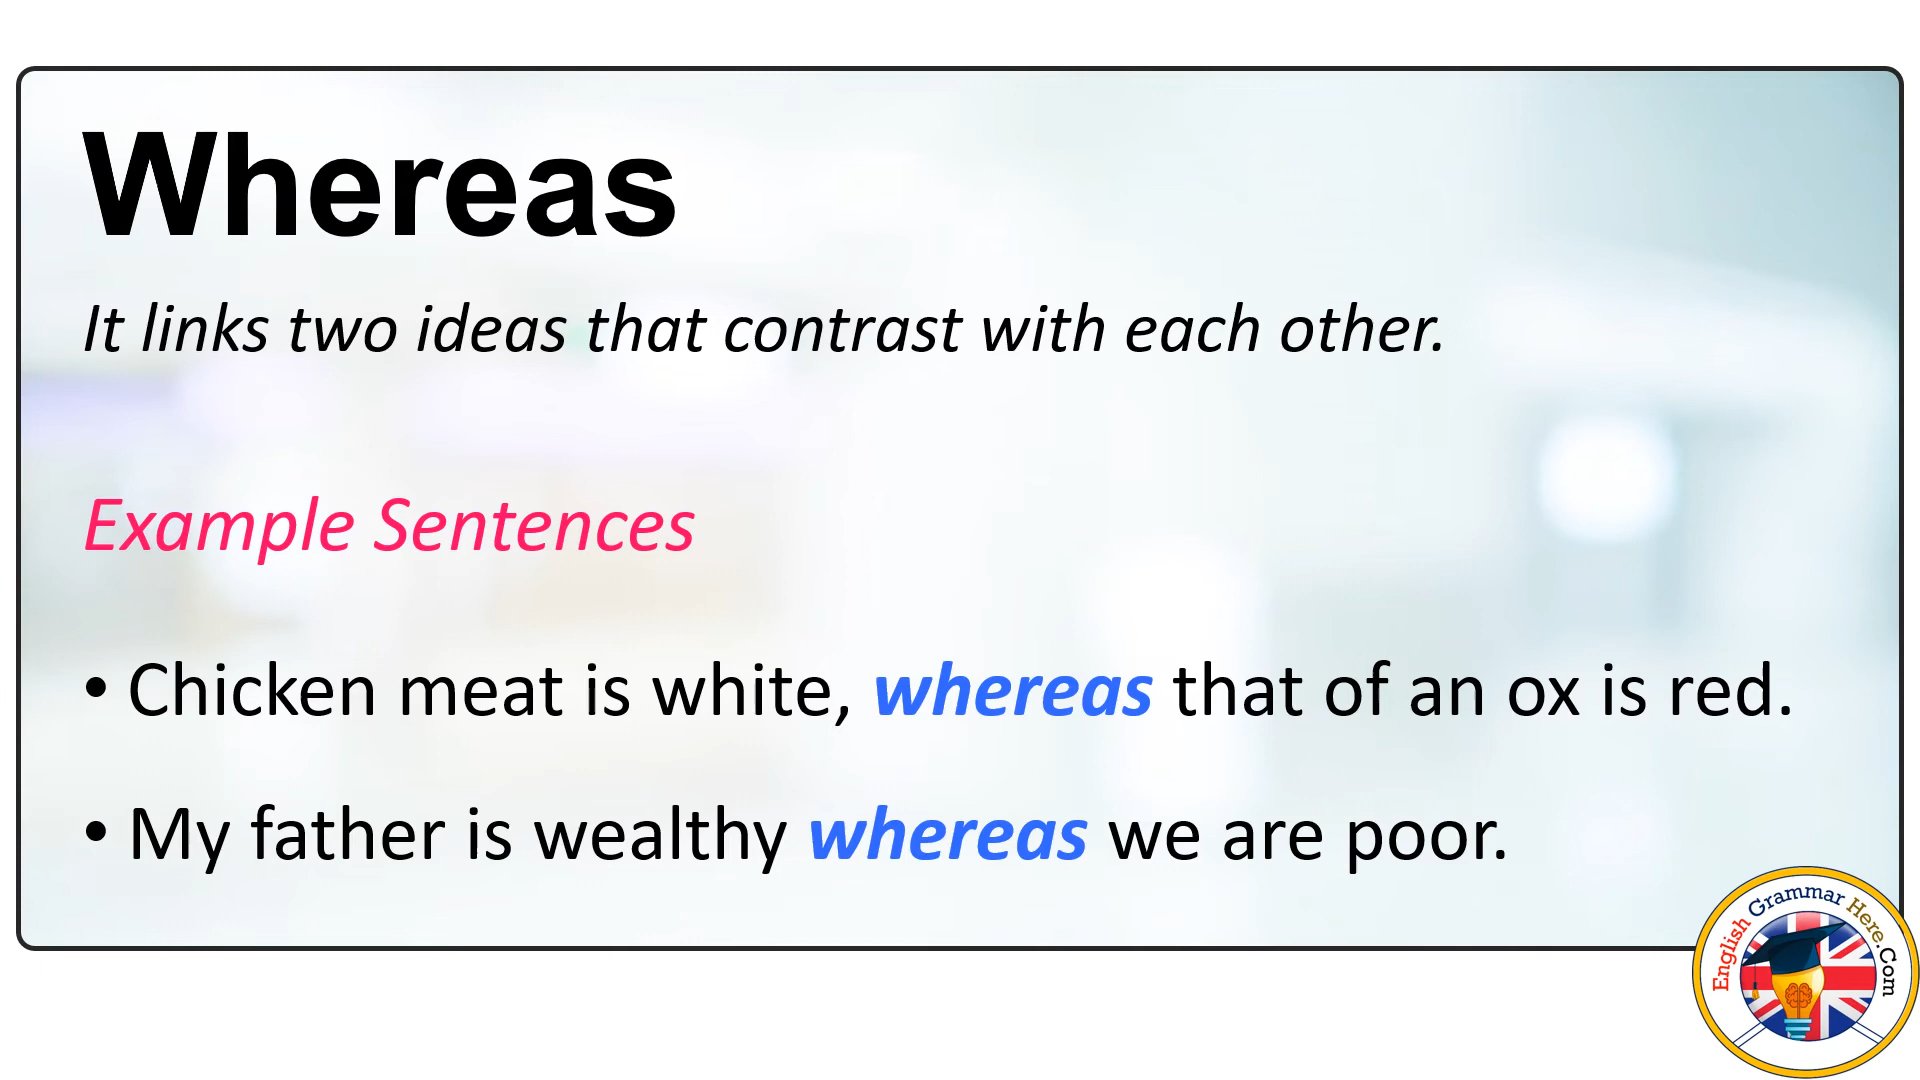 Whereas
It links two ideas that contrast with each other.
Example Sentences
• Chicken meat is white, whereas that of an ox is red.
• My father is wealthy whereas we are poor.
English Grammar Here.Com